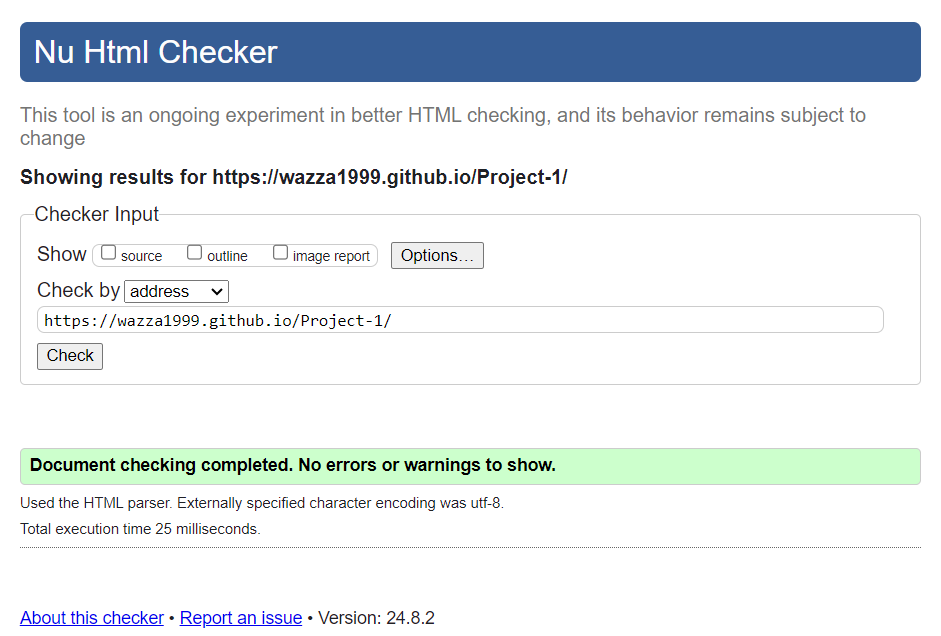 Nu Html Checker
This tool is an ongoing experiment in better HTML checking, and its behavior remains subject to
change
Showing results for https://wazza1999.github.io/Project-1/
Checker Input
Show source outline image report Options…
Check by address
https://wazza1999.github.io/Project-1/
Check
Document checking completed. No errors or warnings to show.
Used the HTML parser. Externally specified character encoding was utf-8.
Total execution time 25 milliseconds.
About this checker • Report an issue • Version: 24.8.2